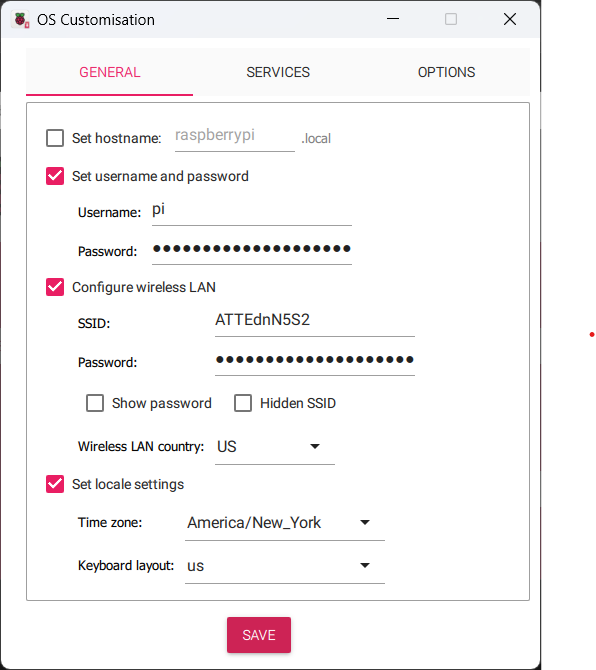 OS Customisation
GENERAL SERVICES OPTIONS
Set hostname: raspberrypi .local
Set username and password
Username: pi
Password: ●●●●●●●●●●●●●●●●●●●●
Configure wireless LAN
SSID: ATTEdnN5S2
Password: ●●●●●●●●●●●●●●●●●●●●
Show password Hidden SSID
Wireless LAN country: US
Set locale settings
Time zone: America/New_York
Keyboard layout: us
SAVE